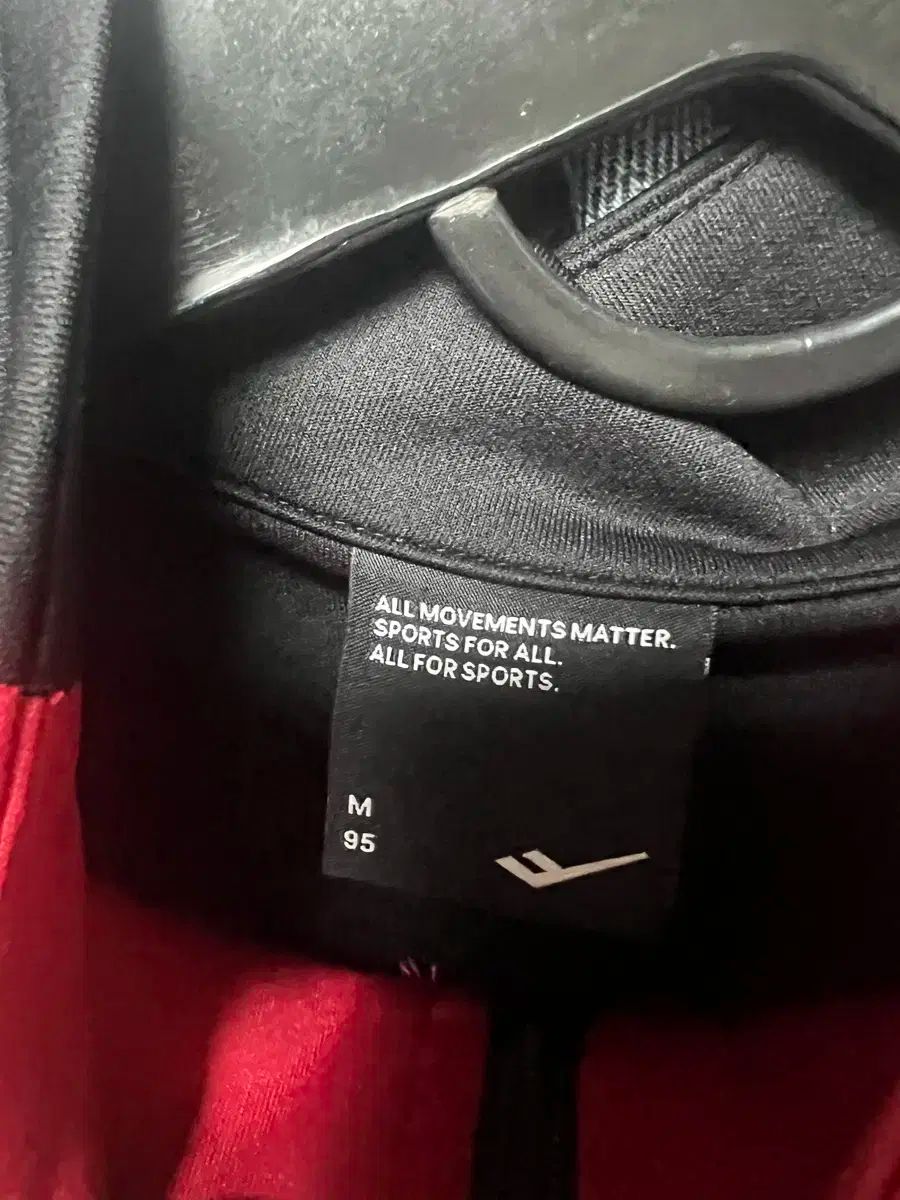 ALL MOVEMENTS MATTER.
SPORTS FOR ALL.
ALL FOR SPORTS.
M
95